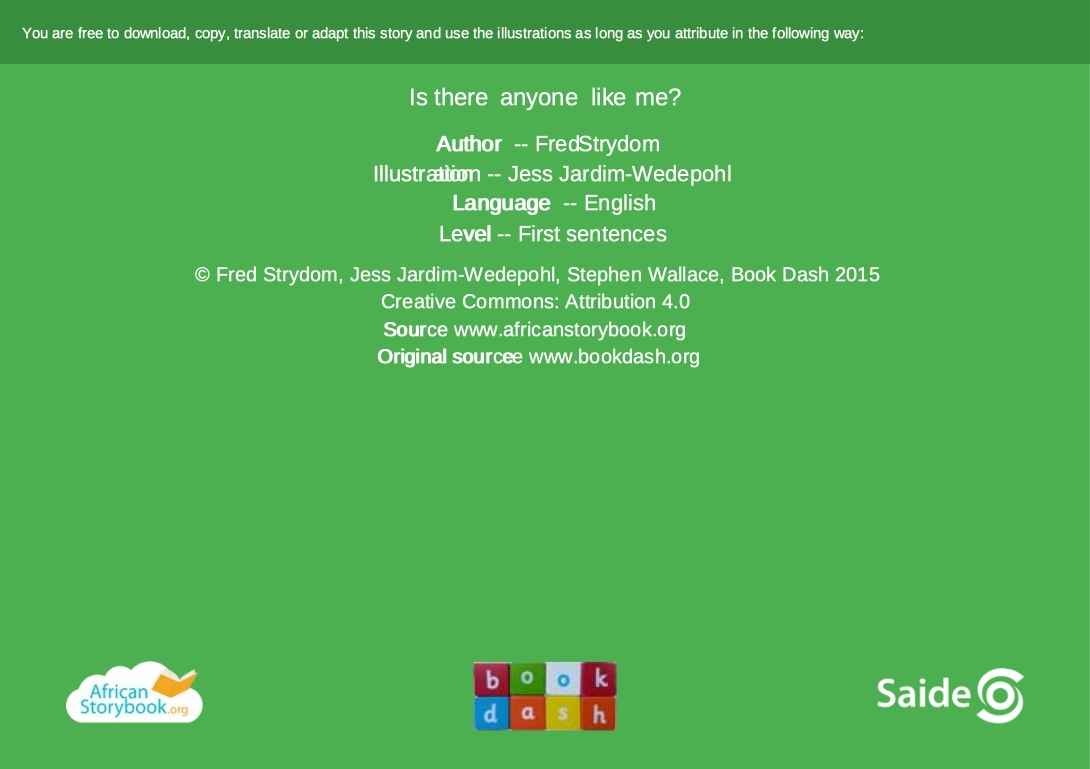 You are free to download, copy, translate or adapt this story and use the illustrations as long as you attribute in the following way:
Is there anyone like me?
Author -- Fred Strydom
Illustration -- Jess Jardim-Wedepohl
Language -- English
Level -- First sentences
© Fred Strydom, Jess Jardim-Wedepohl, Stephen Wallace, Book Dash 2015
Creative Commons: Attribution 4.0
Source www.africanstorybook.org
Original source www.bookdash.org
African
Storybook.org
book
dash
Saide